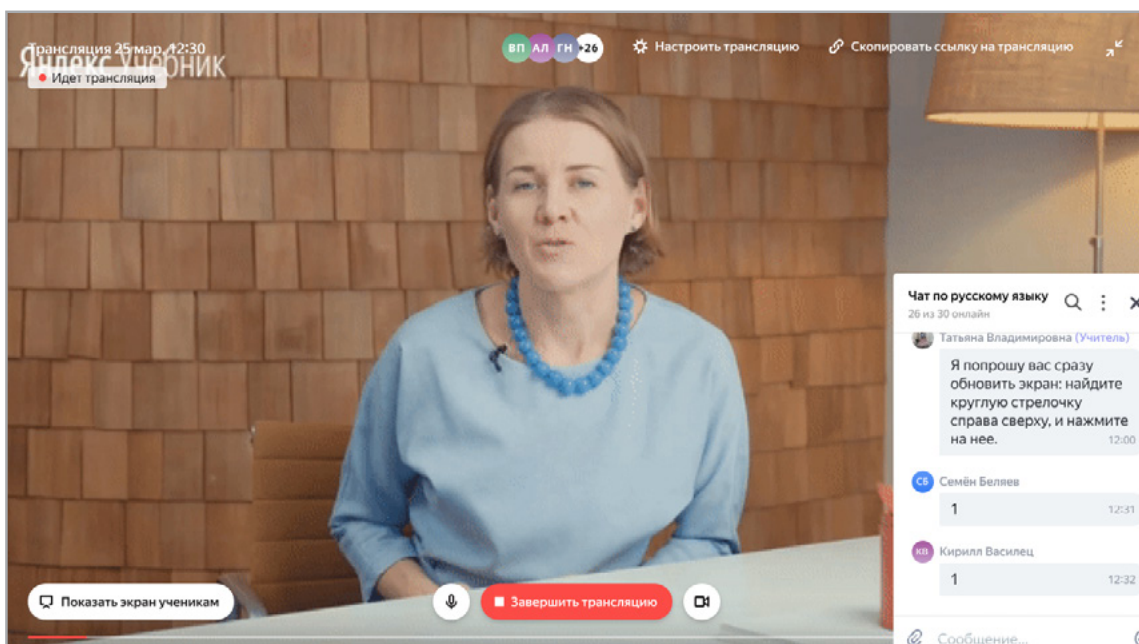 Трансляция 25 мар, 12:30
Яндекс Учебник
Идет трансляция
ВП АЛ ГН +26
Настроить трансляцию
Скопировать ссылку на трансляцию
Чат по русскому языку
26 из 30 онлайн
Татьяна Владимировна (Учитель)
Я попрошу вас сразу
обновить экран: найдите
круглую стрелочку
справа сверху, и нажмите
на нее.
12:00
СБ Семён Беляев
1 12:31
КВ Кирилл Василец
1 12:32
Показать экран ученикам
Завершить трансляцию
Сообщение...